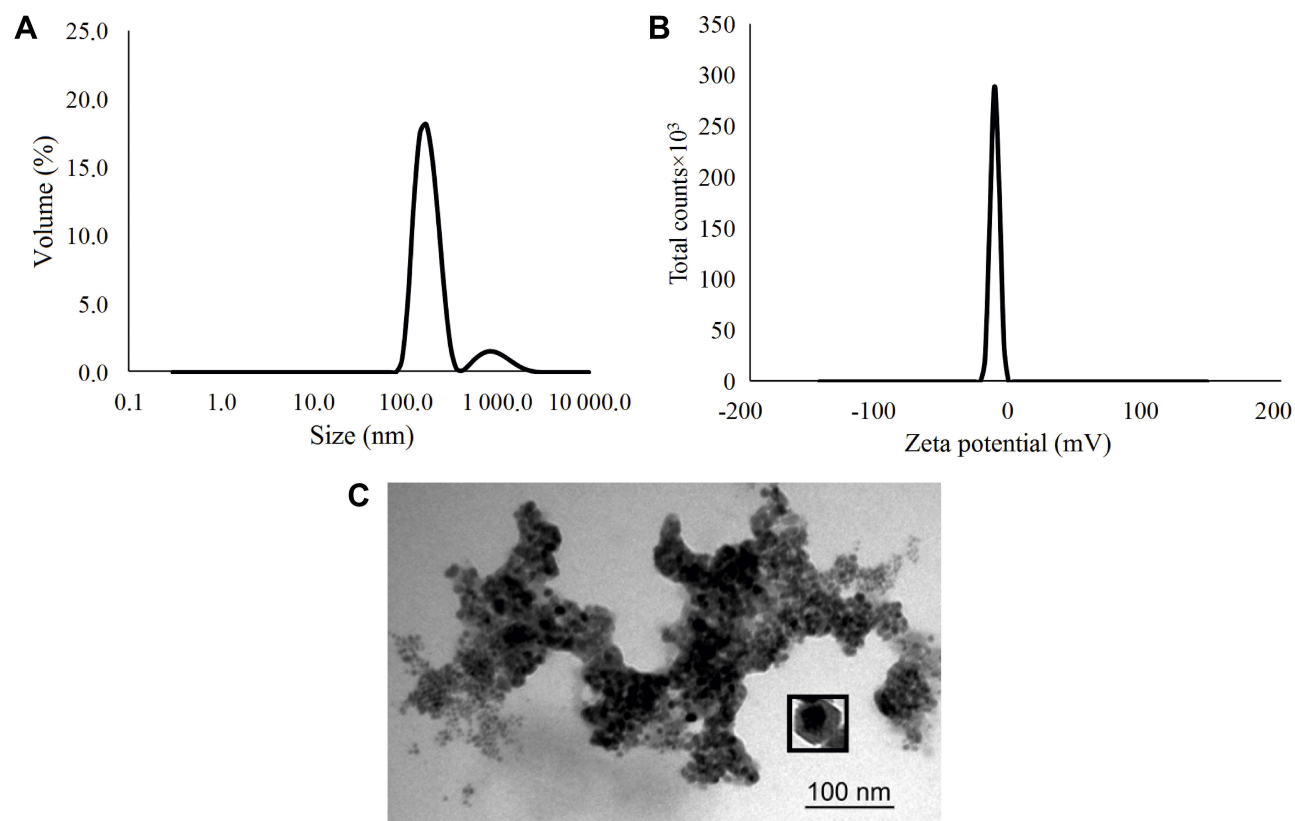 A
25.0
20.0
15.0
10.0
5.0
0.0
Volume (%)
0.1 1.0 10.0 100.0 1 000.0 10 000.0
Size (nm)
B
350
300
250
200
150
100
50
0
Total counts×10³
-200 -100 0 100 200
Zeta potential (mV)
C
100 nm